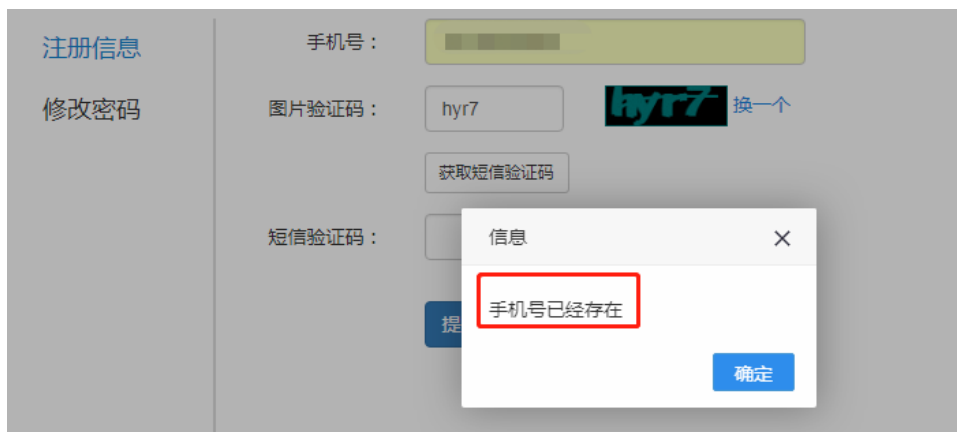 注册信息
修改密码
手机号：
图片验证码：
hyr7
hyr7
换一个
获取短信验证码
短信验证码：
信息
手机号已经存在
提
确定